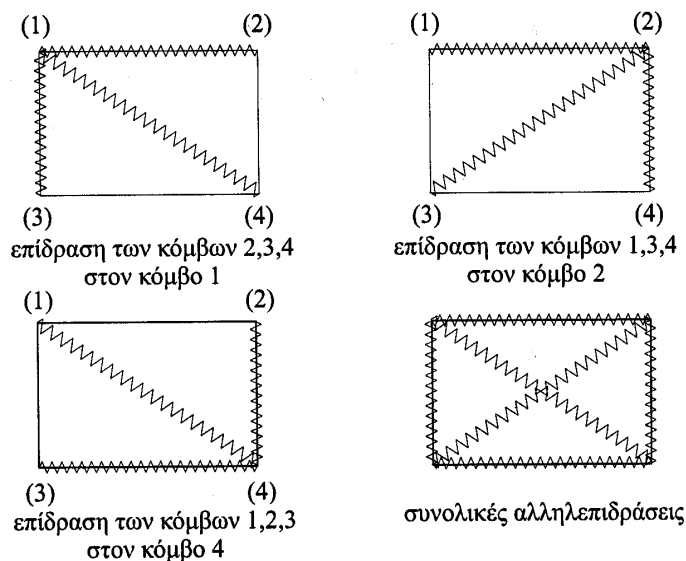 (1) (2)
(3) (4)
επίδραση των κόμβων 2,3,4
στον κόμβο 1
(1) (2)
(3) (4)
επίδραση των κόμβων 1,3,4
στον κόμβο 2
(1) (2)
(3) (4)
επίδραση των κόμβων 1,2,3
στον κόμβο 4
συνολικές αλληλεπιδράσεις